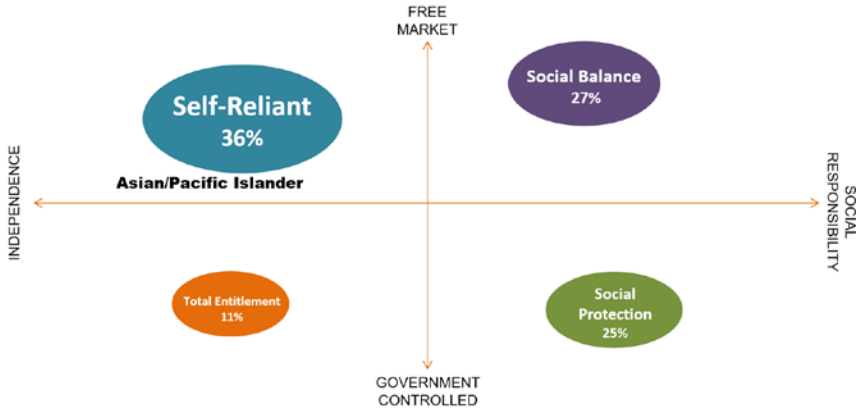 FREE
MARKET
Self-Reliant
36%
Social Balance
27%
Asian/Pacific Islander
INDEPENDENCE
SOCIAL
RESPONSIBILITY
Total Entitlement
11%
Social
Protection
25%
GOVERNMENT
CONTROLLED